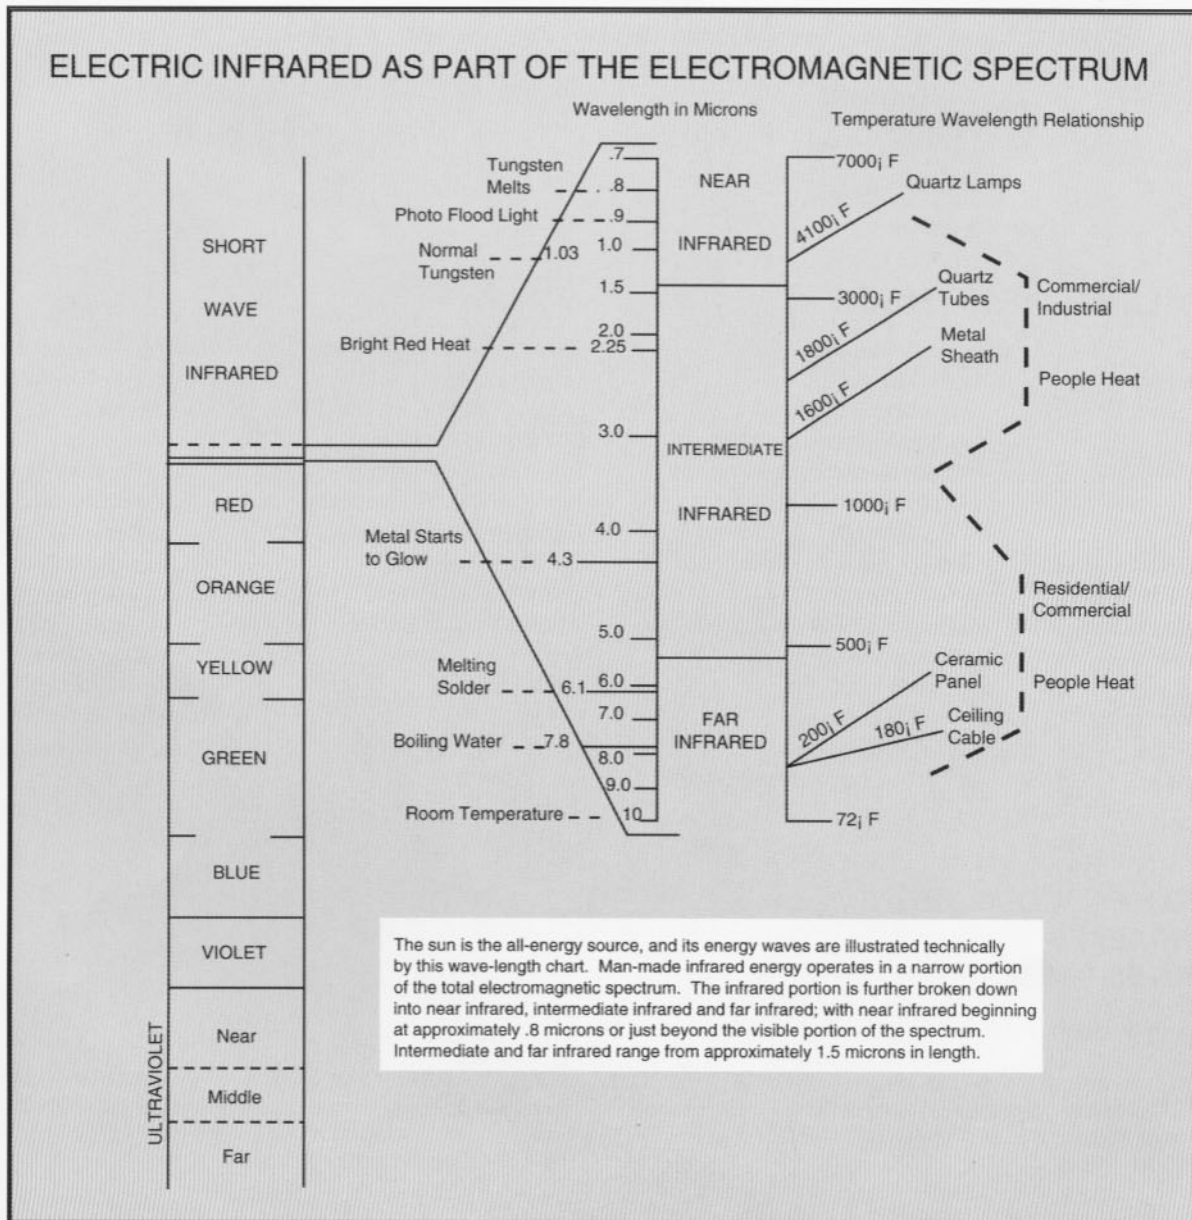 ELECTRIC INFRARED AS PART OF THE ELECTROMAGNETIC SPECTRUM
Wavelength in Microns
Temperature Wavelength Relationship
SHORT
WAVE
INFRARED
RED
ORANGE
YELLOW
GREEN
BLUE
VIOLET
ULTRAVIOLET
Near
Middle
Far
Tungsten
Melts
Photo Flood Light
Normal
Tungsten
Bright Red Heat
Metal Starts
to Glow
Melting
Solder
Boiling Water
Room Temperature
.7
.8
.9
1.0
1.03
1.5
2.0
2.25
3.0
4.0
4.3
5.0
6.0
6.1
7.0
7.8
8.0
9.0
10
NEAR
INFRARED
INTERMEDIATE
INFRARED
FAR
INFRARED
7000¡ F
4100¡ F
Quartz Lamps
3000¡ F
1800¡ F
Quartz
Tubes
1600¡ F
Metal
Sheath
1000¡ F
500¡ F
200¡ F
Ceramic
Panel
180¡ F
Ceiling
Cable
72¡ F
Commercial/
Industrial
People Heat
Residential/
Commercial
People Heat
The sun is the all-energy source, and its energy waves are illustrated technically
by this wave-length chart. Man-made infrared energy operates in a narrow portion
of the total electromagnetic spectrum. The infrared portion is further broken down
into near infrared, intermediate infrared and far infrared; with near infrared beginning
at approximately .8 microns or just beyond the visible portion of the spectrum.
Intermediate and far infrared range from approximately 1.5 microns in length.